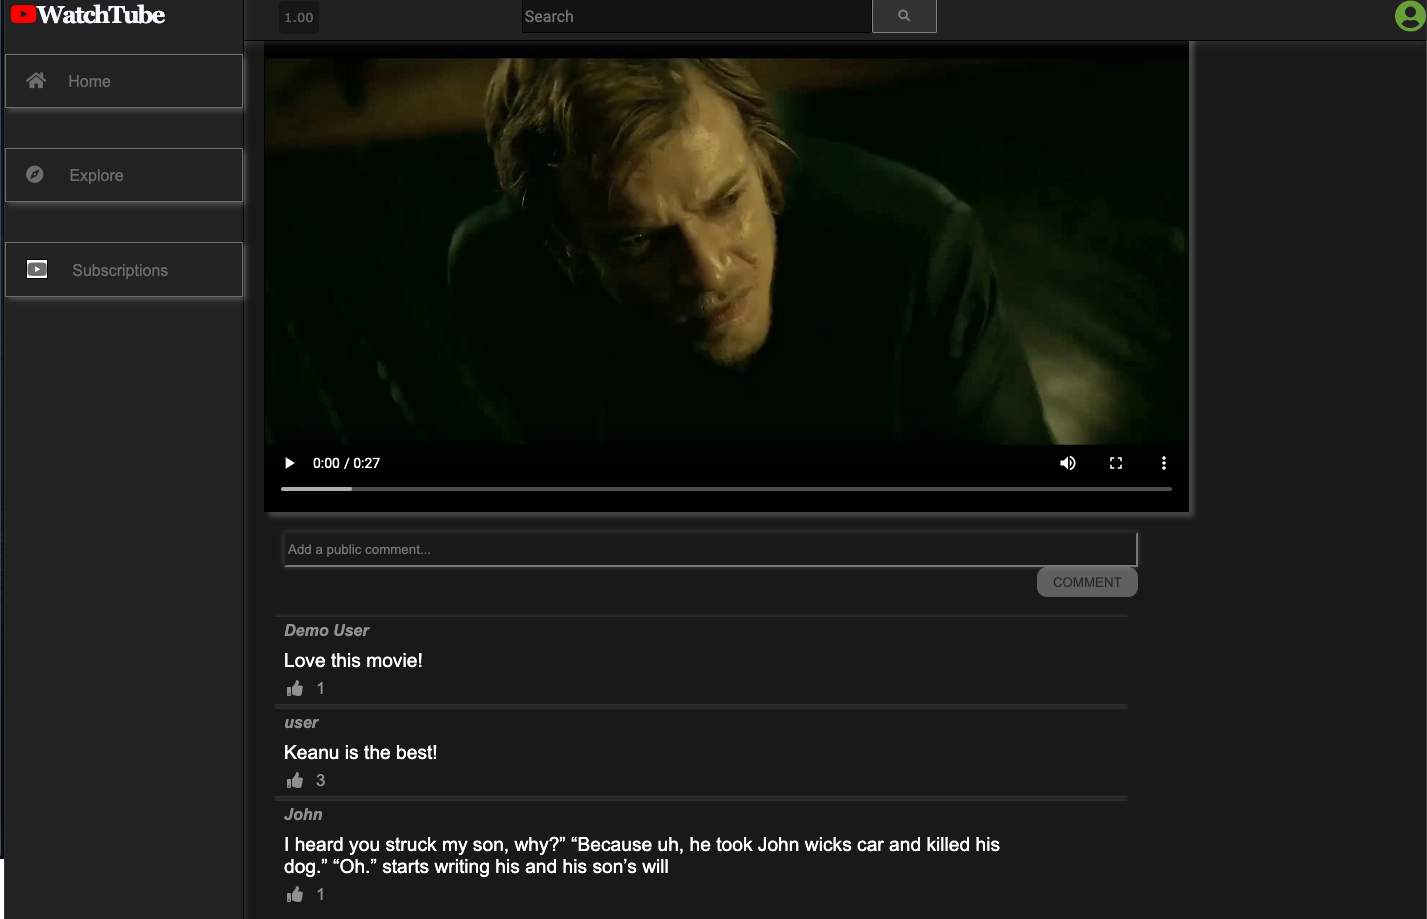 WatchTube
1.00
Search
Home
Explore
Subscriptions
0:00 / 0:27
Add a public comment...
COMMENT
Demo User
Love this movie!
1
user
Keanu is the best!
3
John
I heard you struck my son, why?” “Because uh, he took John wicks car and killed his
dog.” “Oh.” starts writing his and his son’s will
1